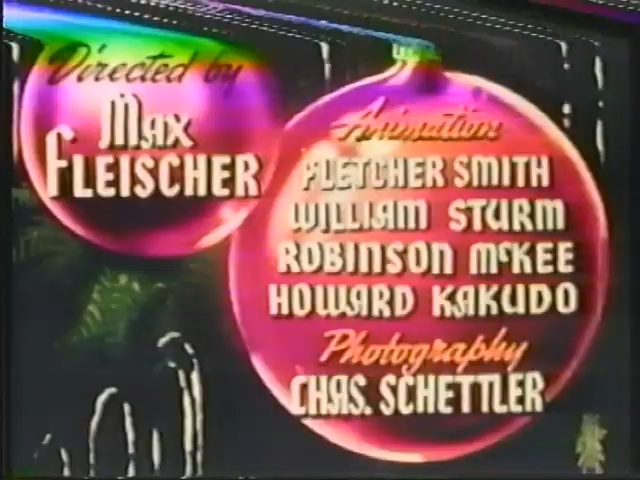 Directed by
Max
Fleischer
Animation
FLETCHER SMITH
WILLIAM STURM
ROBINSON McKEE
HOWARD KAKUDO
Photography
CHAS. SCHETTLER